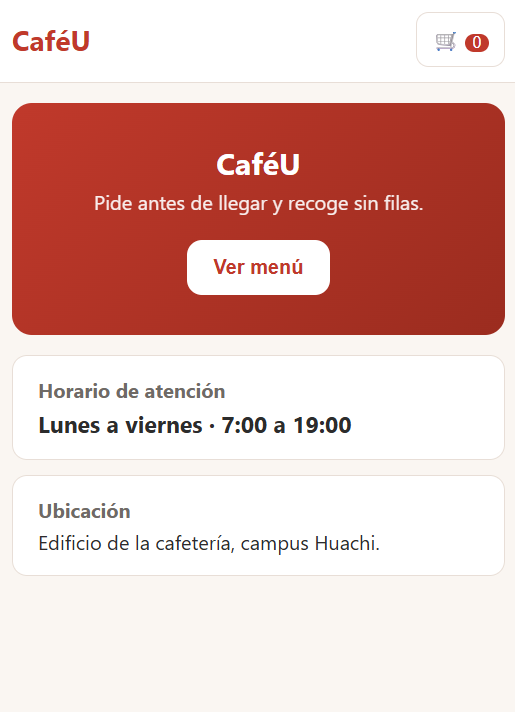 CaféU
0
CaféU
Pide antes de llegar y recoge sin filas.
Ver menú
Horario de atención
Lunes a viernes · 7:00 a 19:00
Ubicación
Edificio de la cafetería, campus Huachi.